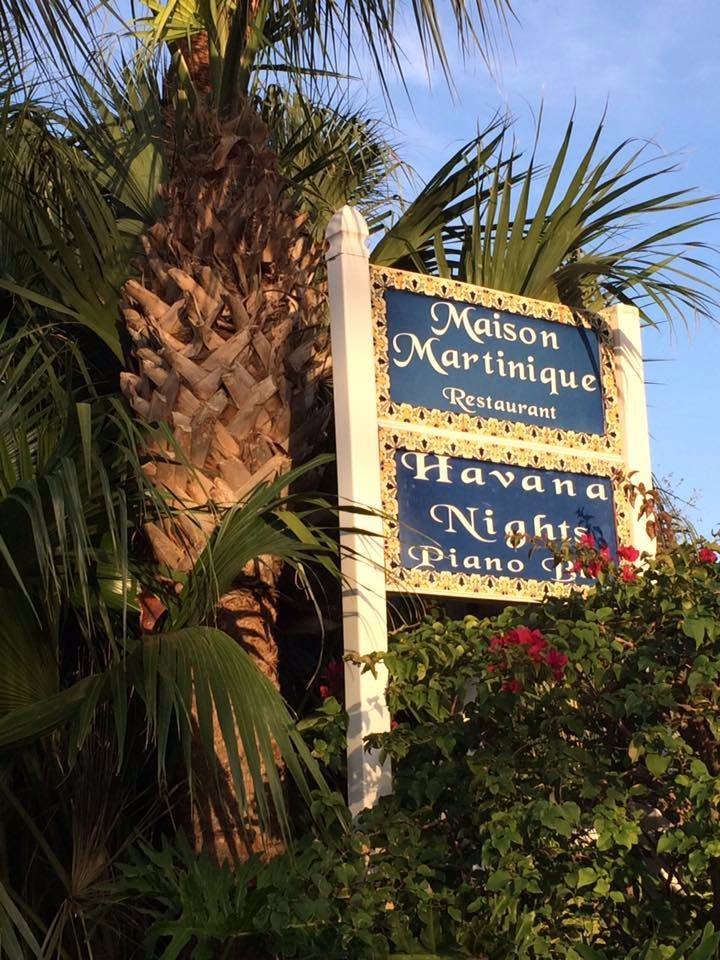 Maison
Martinique
Restaurant
Havana
Nights
Piano